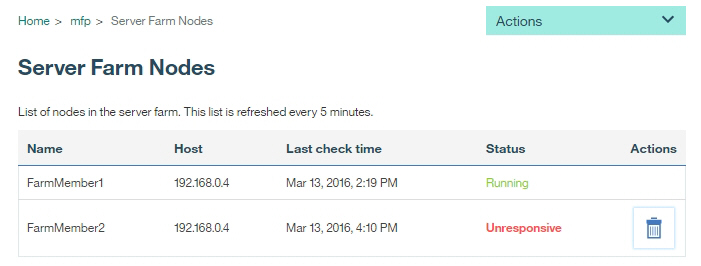 Home > mfp > Server Farm Nodes
Actions
Server Farm Nodes
List of nodes in the server farm. This list is refreshed every 5 minutes.
Name Host Last check time Status Actions
FarmMember1 192.168.0.4 Mar 13, 2016, 2:19 PM Running
FarmMember2 192.168.0.4 Mar 13, 2016, 4:10 PM Unresponsive